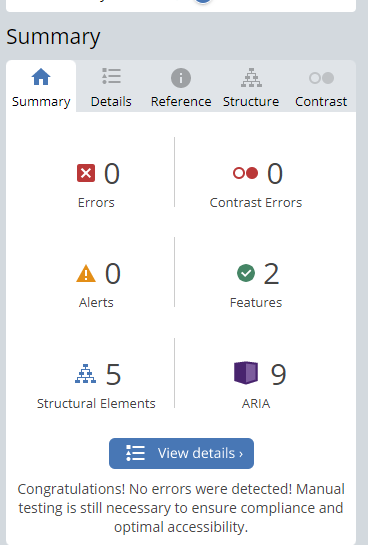 Summary
Summary Details Reference Structure Contrast
0 0
Errors Contrast Errors
0 2
Alerts Features
5 9
Structural Elements ARIA
View details ›
Congratulations! No errors were detected! Manual
testing is still necessary to ensure compliance and
optimal accessibility.